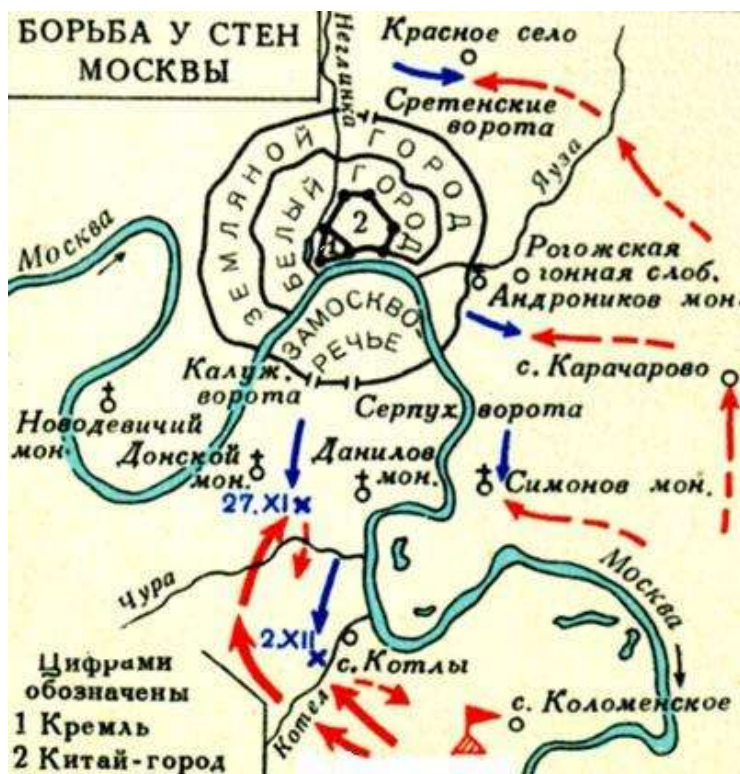 БОРЬБА У СТЕН
МОСКВЫ
Неглинка
Красное село
Сретенские
ворота
Яуза
ЗЕМЛЯНОЙ ГОРОД
БЕЛЫЙ ГОРОД
2
1
Москва
ЗАМОСКВО-
РЕЧЬЕ
Рогожская
гонная слоб.
Андроников мон.
с. Карачарово
Калуж.
ворота
Серпух. ворота
Новодевичий
мон.
Донской
мон.
Данилов
мон.
Симонов мон.
27.XI
Чура
Москва
2.XII
с. Котлы
Котел
с. Коломенское
Цифрами
обозначены
1 Кремль
2 Китай-город